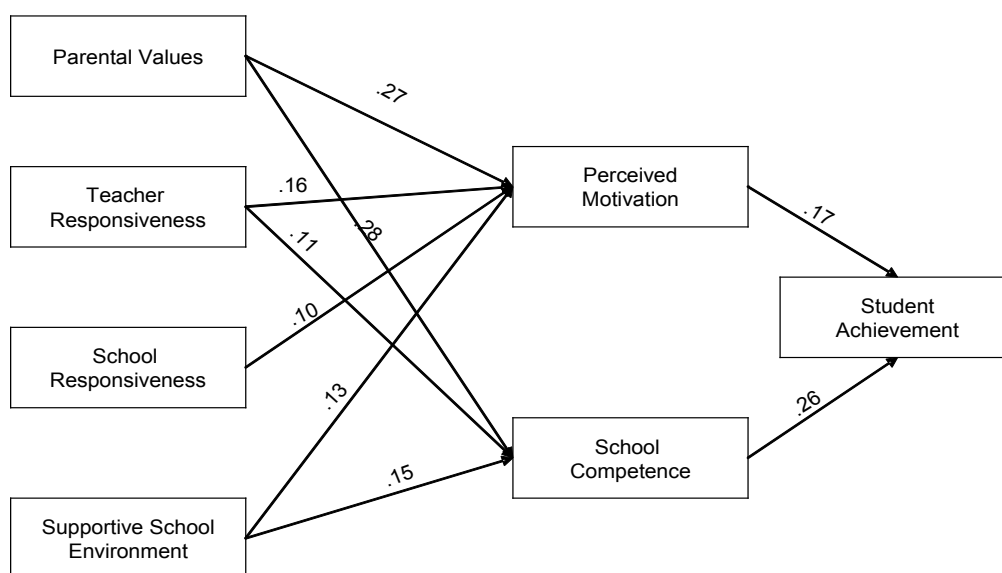 Parental Values
.27
Teacher
Responsiveness
.16
.11
.28
Perceived
Motivation
.17
School
Responsiveness
.10
.13
Student
Achievement
.26
School
Competence
.15
Supportive School
Environment